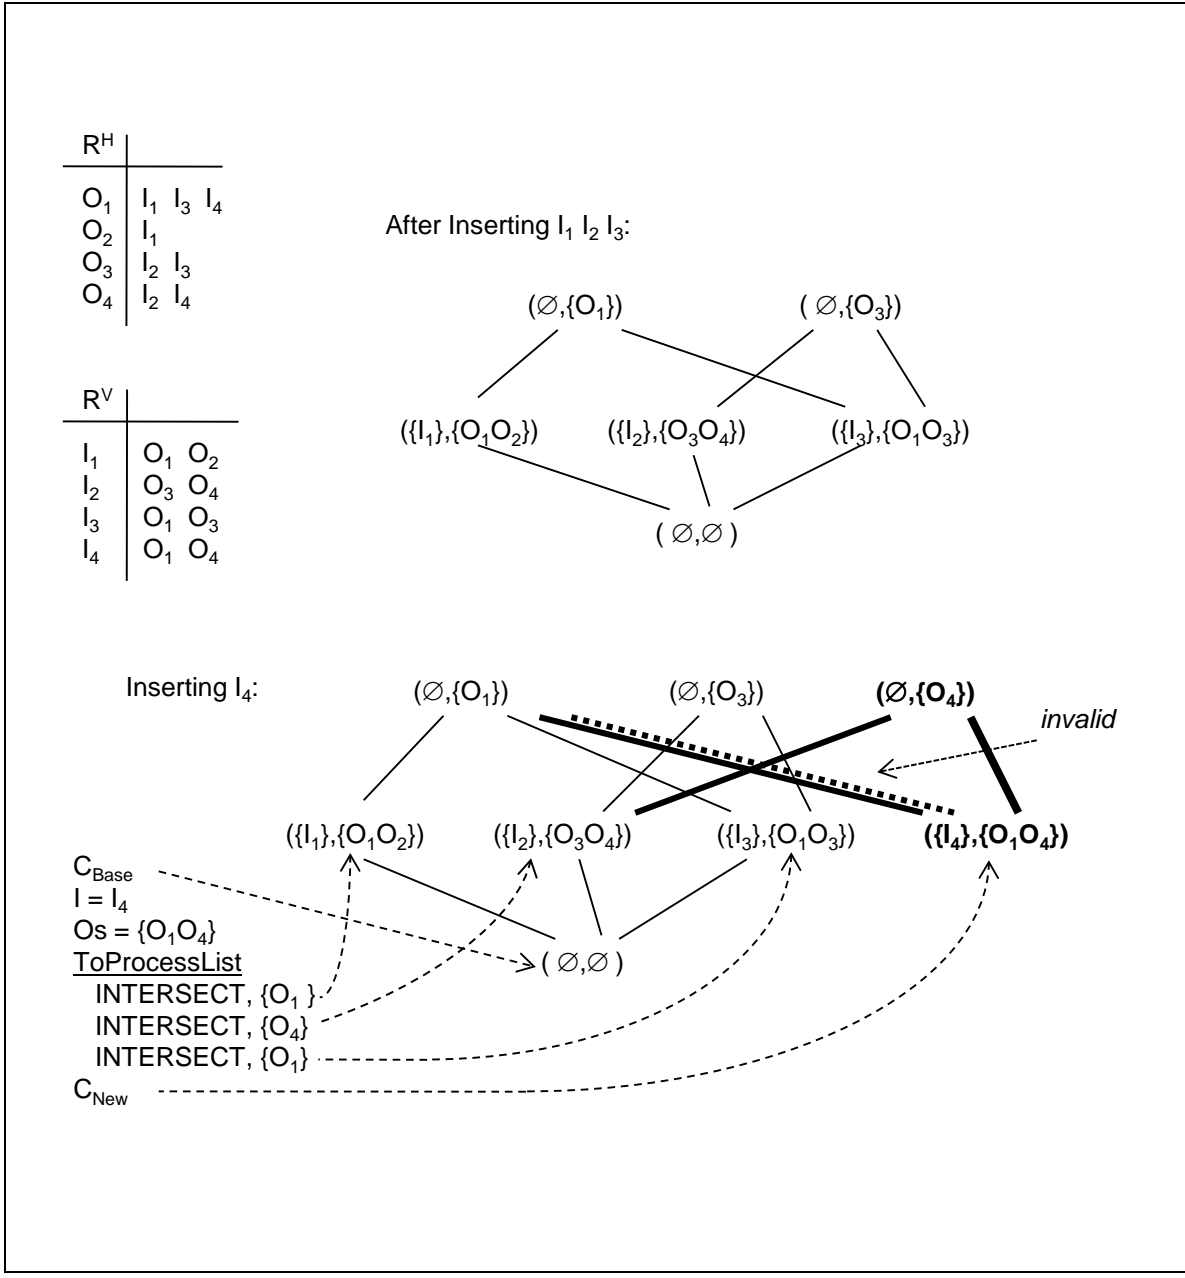 R^H
O₁ I₁ I₃ I₄
O₂ I₁
O₃ I₂ I₃
O₄ I₂ I₄
After Inserting I₁ I₂ I₃:
(∅,{O₁}) ( ∅,{O₃})
R^V
I₁ O₁ O₂
I₂ O₃ O₄
I₃ O₁ O₃
I₄ O₁ O₄
({I₁},{O₁O₂}) ({I₂},{O₃O₄}) ({I₃},{O₁O₃})
( ∅,∅ )
Inserting I₄:
(∅,{O₁}) (∅,{O₃}) (∅,{O₄})
invalid
({I₁},{O₁O₂}) ({I₂},{O₃O₄}) ({I₃},{O₁O₃}) ({I₄},{O₁O₄})
C_Base
I = I₄
Os = {O₁O₄}
( ∅,∅ )
ToProcessList
INTERSECT, {O₁ }
INTERSECT, {O₄}
INTERSECT, {O₁}
C_New